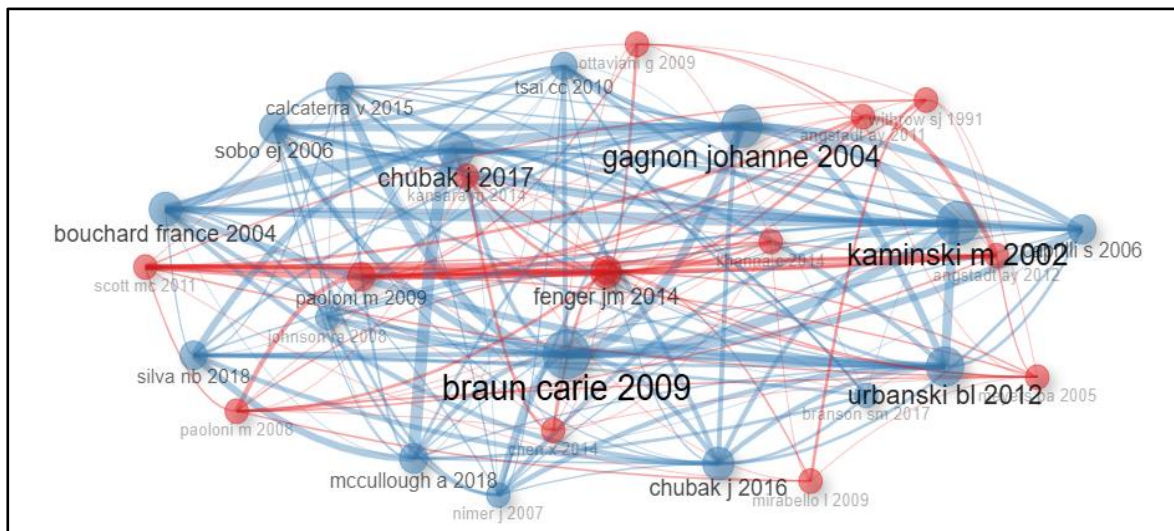 ottaviani g 2009
tsai cc 2010
calcaterra v 2015
withrow sj 1991
angstadt ay 2011
sobo ej 2006
gagnon johanne 2004
chubak j 2017
kansara m 2014
bouchard france 2004
kaminski m 2002
s 2006
khanna c 2014
scott mc 2011
paoloni m 2009
fenger jm 2014
angstadt ay 2012
johnson ra 2008
silva nb 2018
braun carie 2009
urbanski bl 2012
2005
branson sm 2017
paoloni m 2008
chen x 2014
mccullough a 2018
chubak j 2016
mirabello l 2009
nimer j 2007